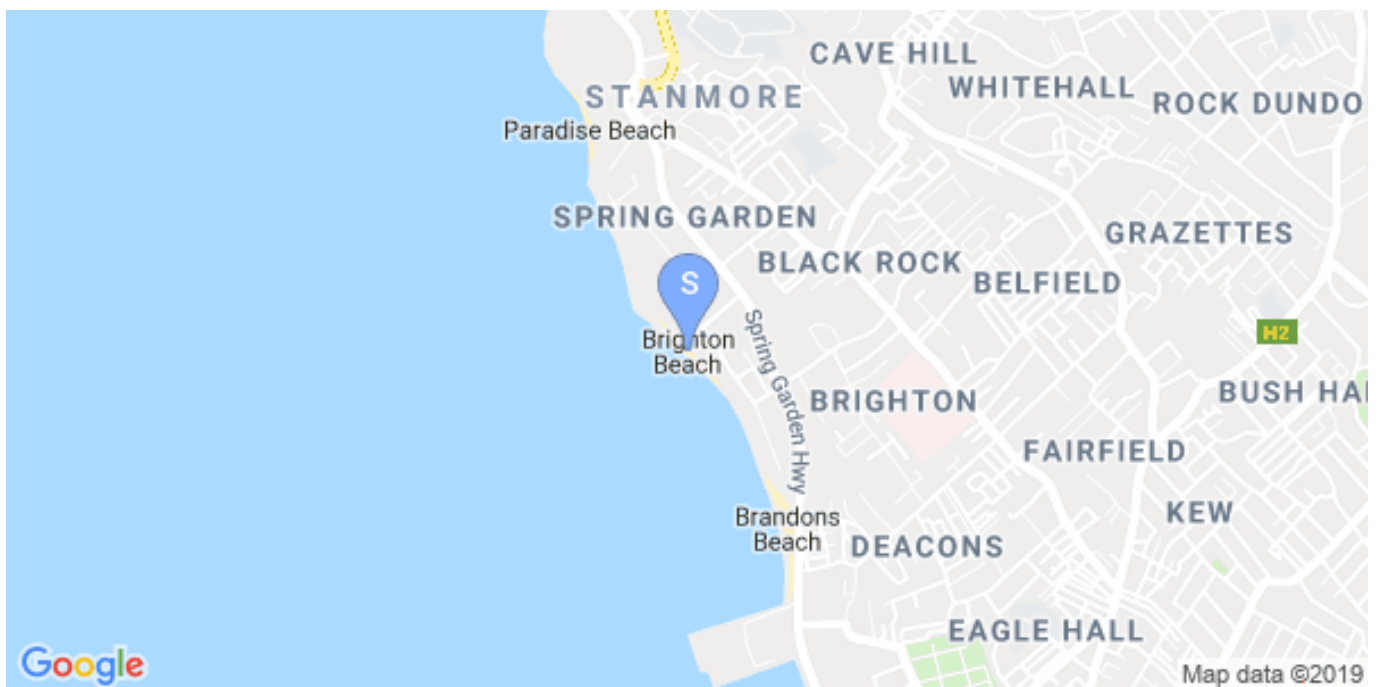 CAVE HILL
WHITEHALL
STANMORE
ROCK DUNDO
Paradise Beach
SPRING GARDEN
GRAZETTES
BLACK ROCK
BELFIELD
S
H2
Brighton
Beach
Spring Garden Hwy
BRIGHTON
BUSH HA
FAIRFIELD
KEW
Brandons
Beach
DEACONS
EAGLE HALL
Google
Map data ©2019